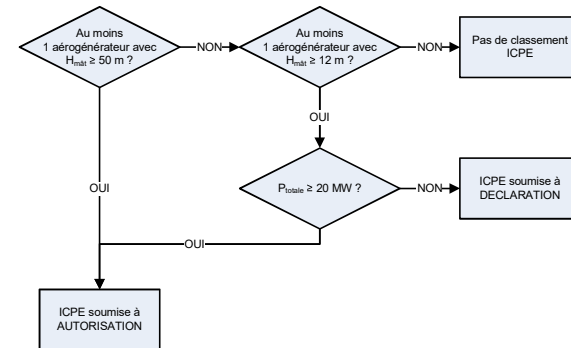 Au moins
1 aérogénérateur avec
Hmât ≥ 50 m ?
NON
Au moins
1 aérogénérateur avec
Hmât ≥ 12 m ?
NON
Pas de classement
ICPE
OUI
OUI
Ptotale ≥ 20 MW ?
NON
ICPE soumise à
DECLARATION
OUI
ICPE soumise à
AUTORISATION